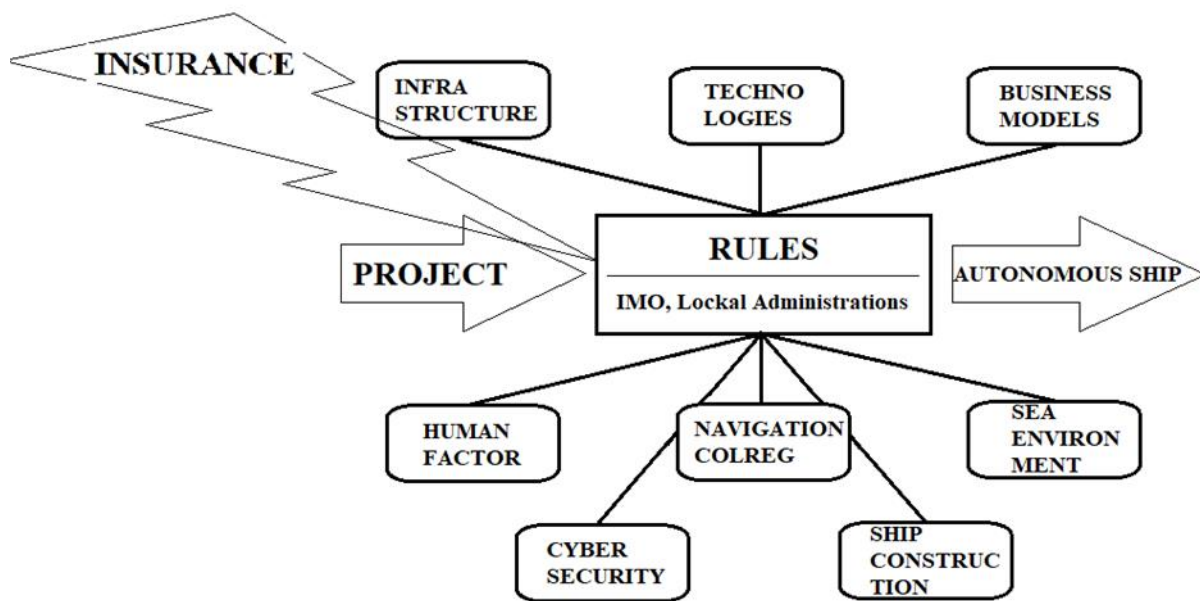 INSURANCE
INFRA
STRUCTURE
TECHNO
LOGIES
BUSINESS
MODELS
RULES
IMO, Lockal Administrations
PROJECT
AUTONOMOUS SHIP
HUMAN
FACTOR
NAVIGATION
COLREG
SEA
ENVIRON
MENT
CYBER
SECURITY
SHIP
CONSTRUC
TION